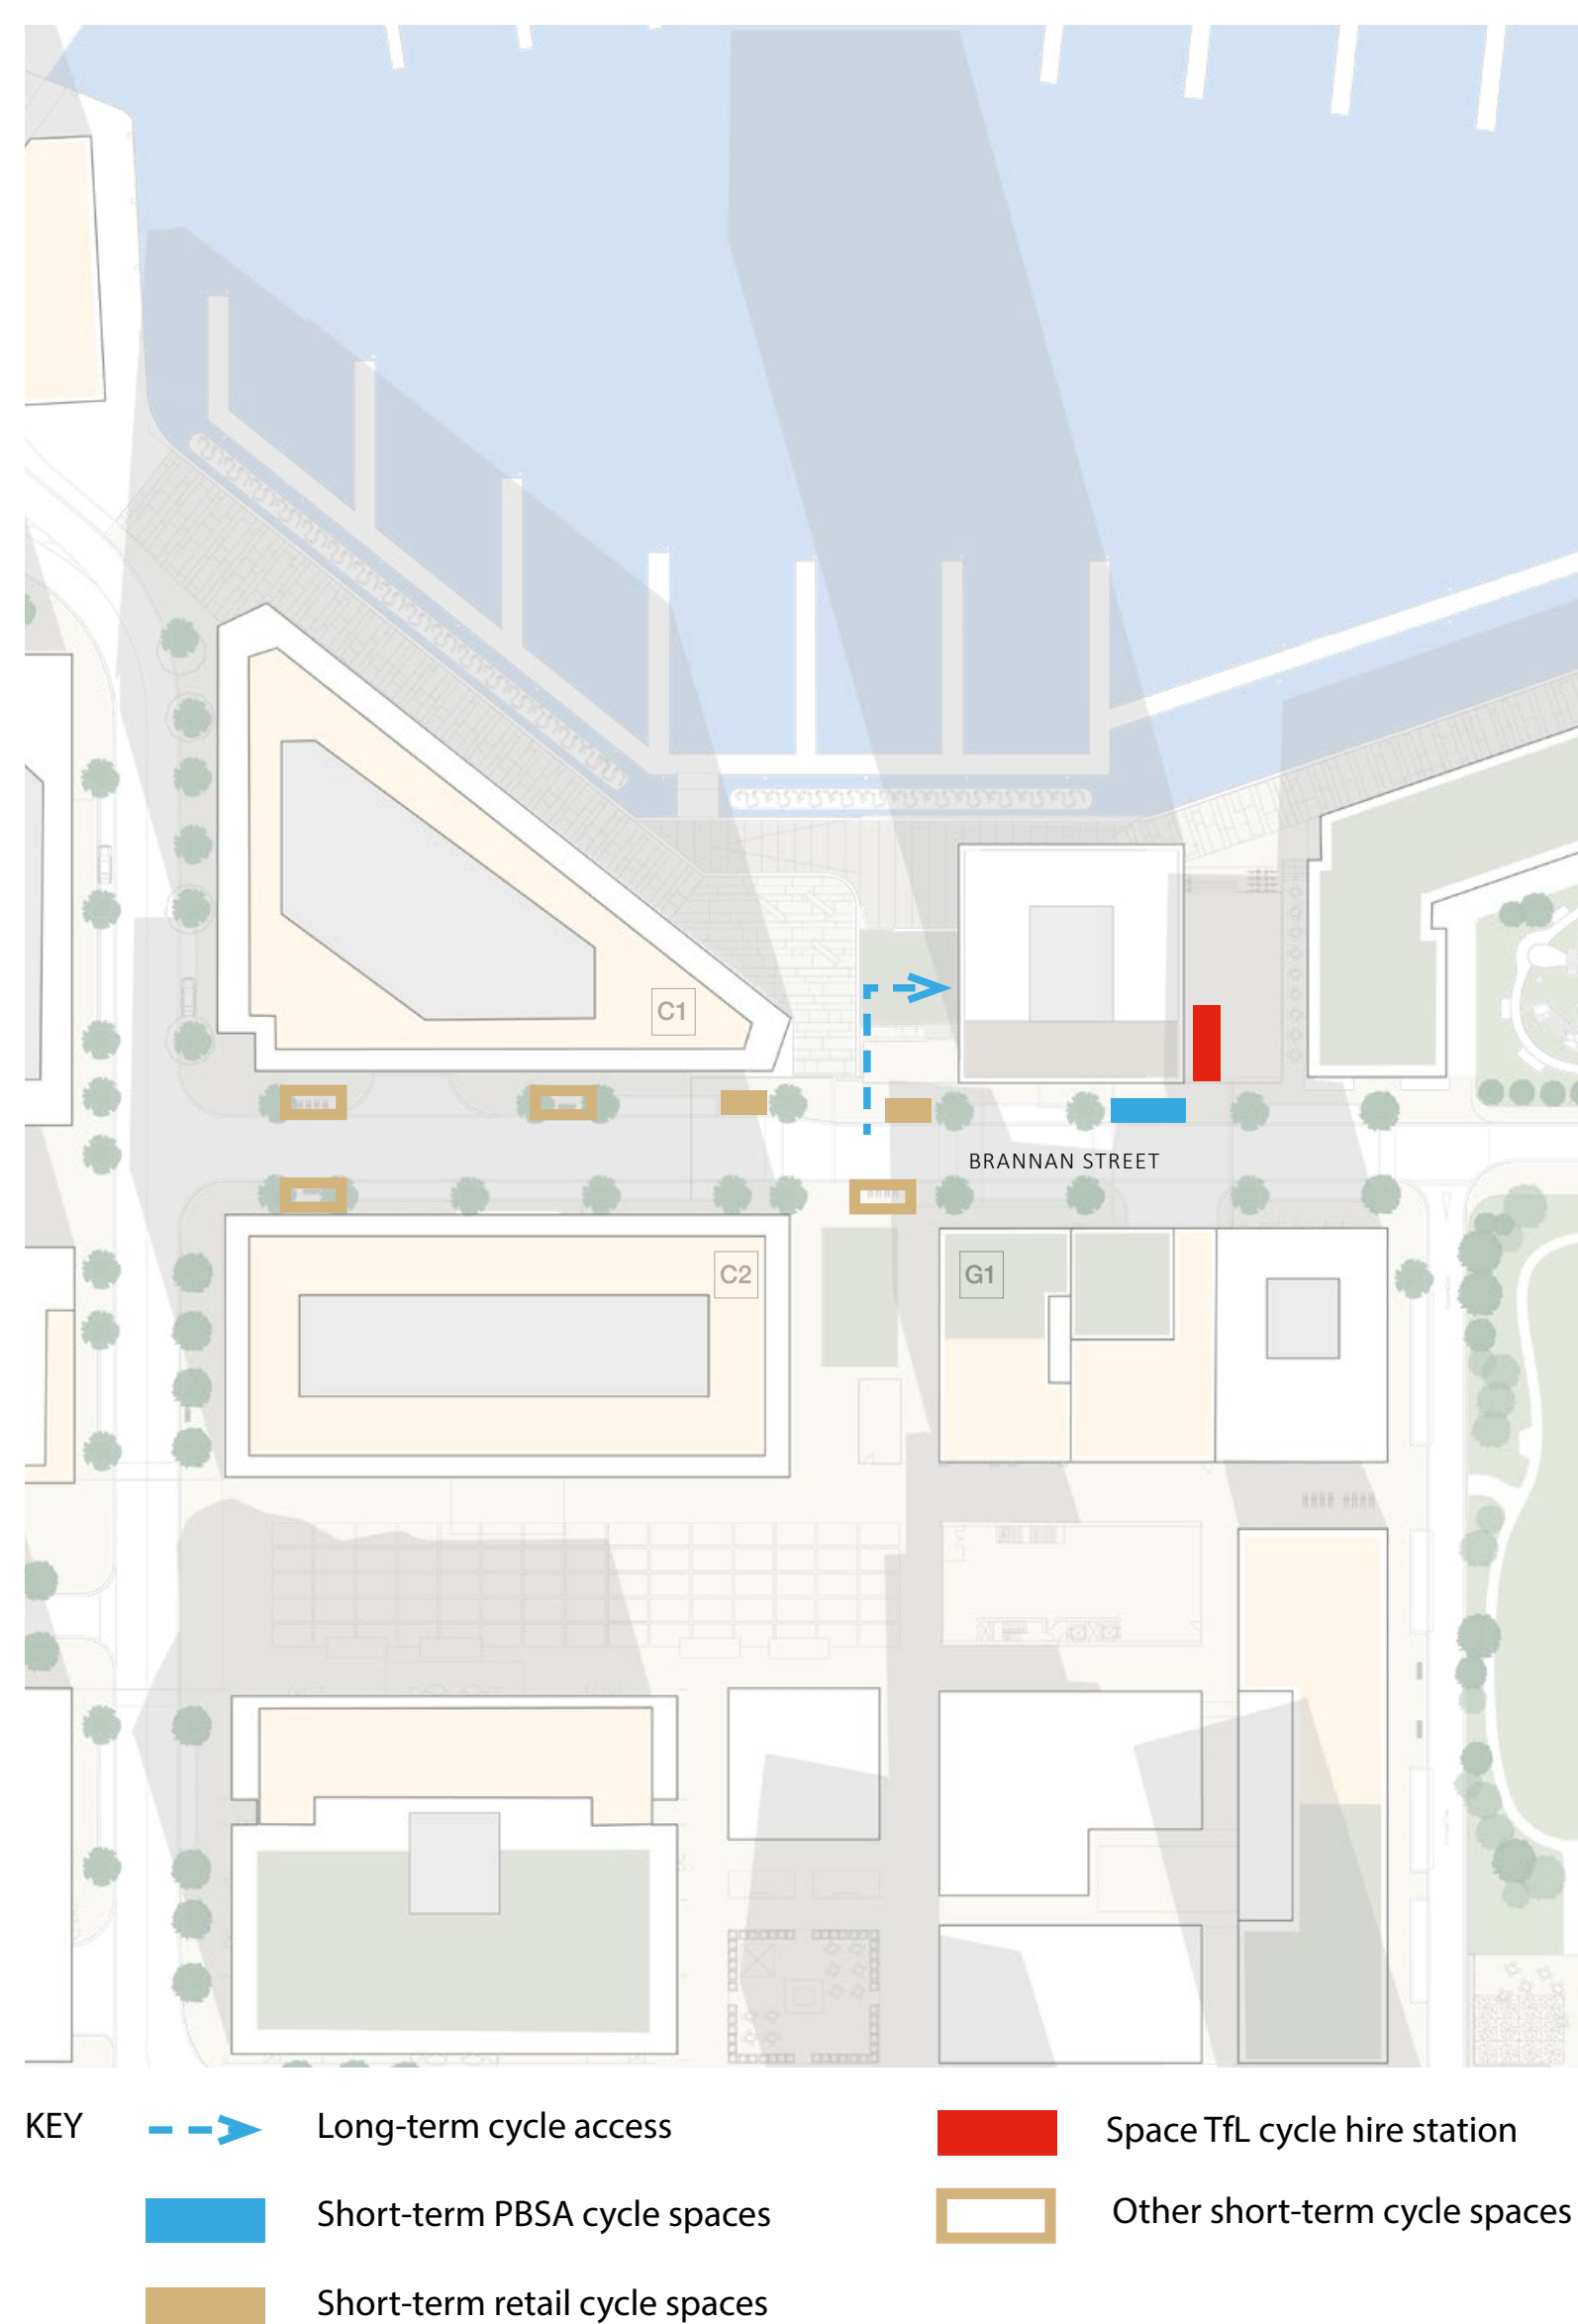 C1
BRANNAN STREET
C2
G1
KEY
Long-term cycle access
Short-term PBSA cycle spaces
Short-term retail cycle spaces
Space TfL cycle hire station
Other short-term cycle spaces